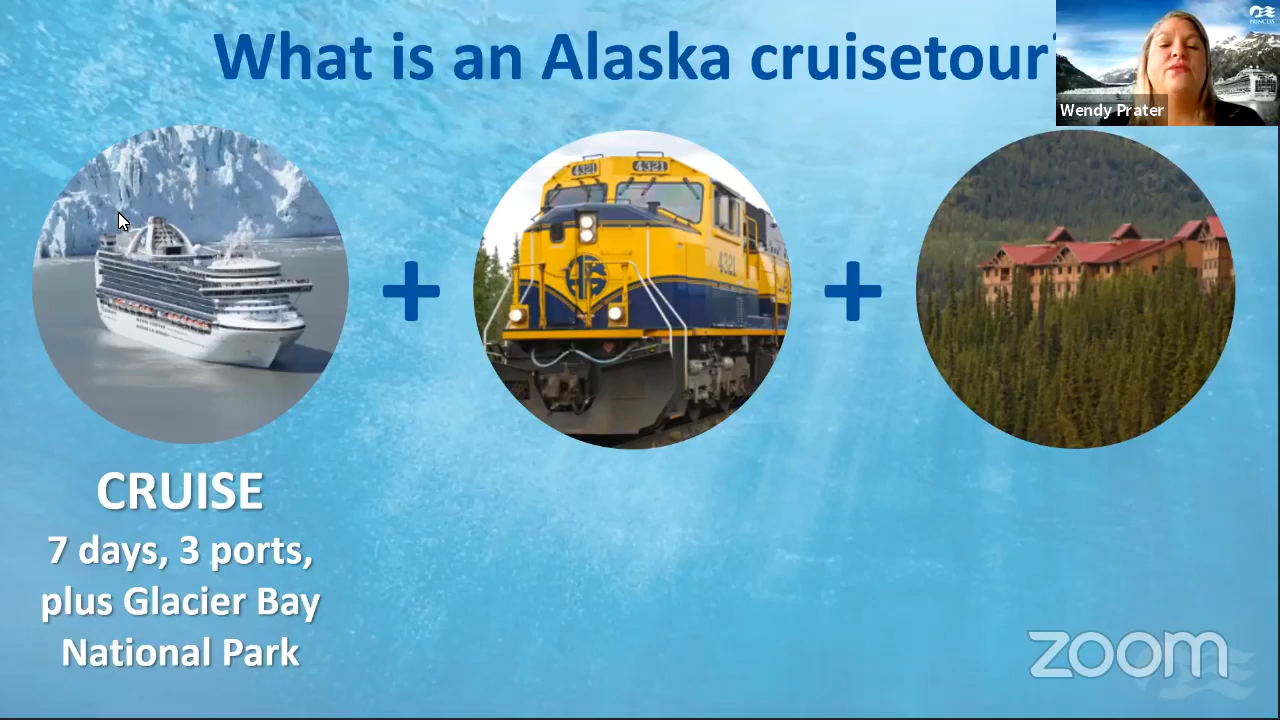 What is an Alaska cruisetour?
PRINCESS
Wendy Prater
4321
4321
4321
CRUISE
7 days, 3 ports,
plus Glacier Bay
National Park
zoom